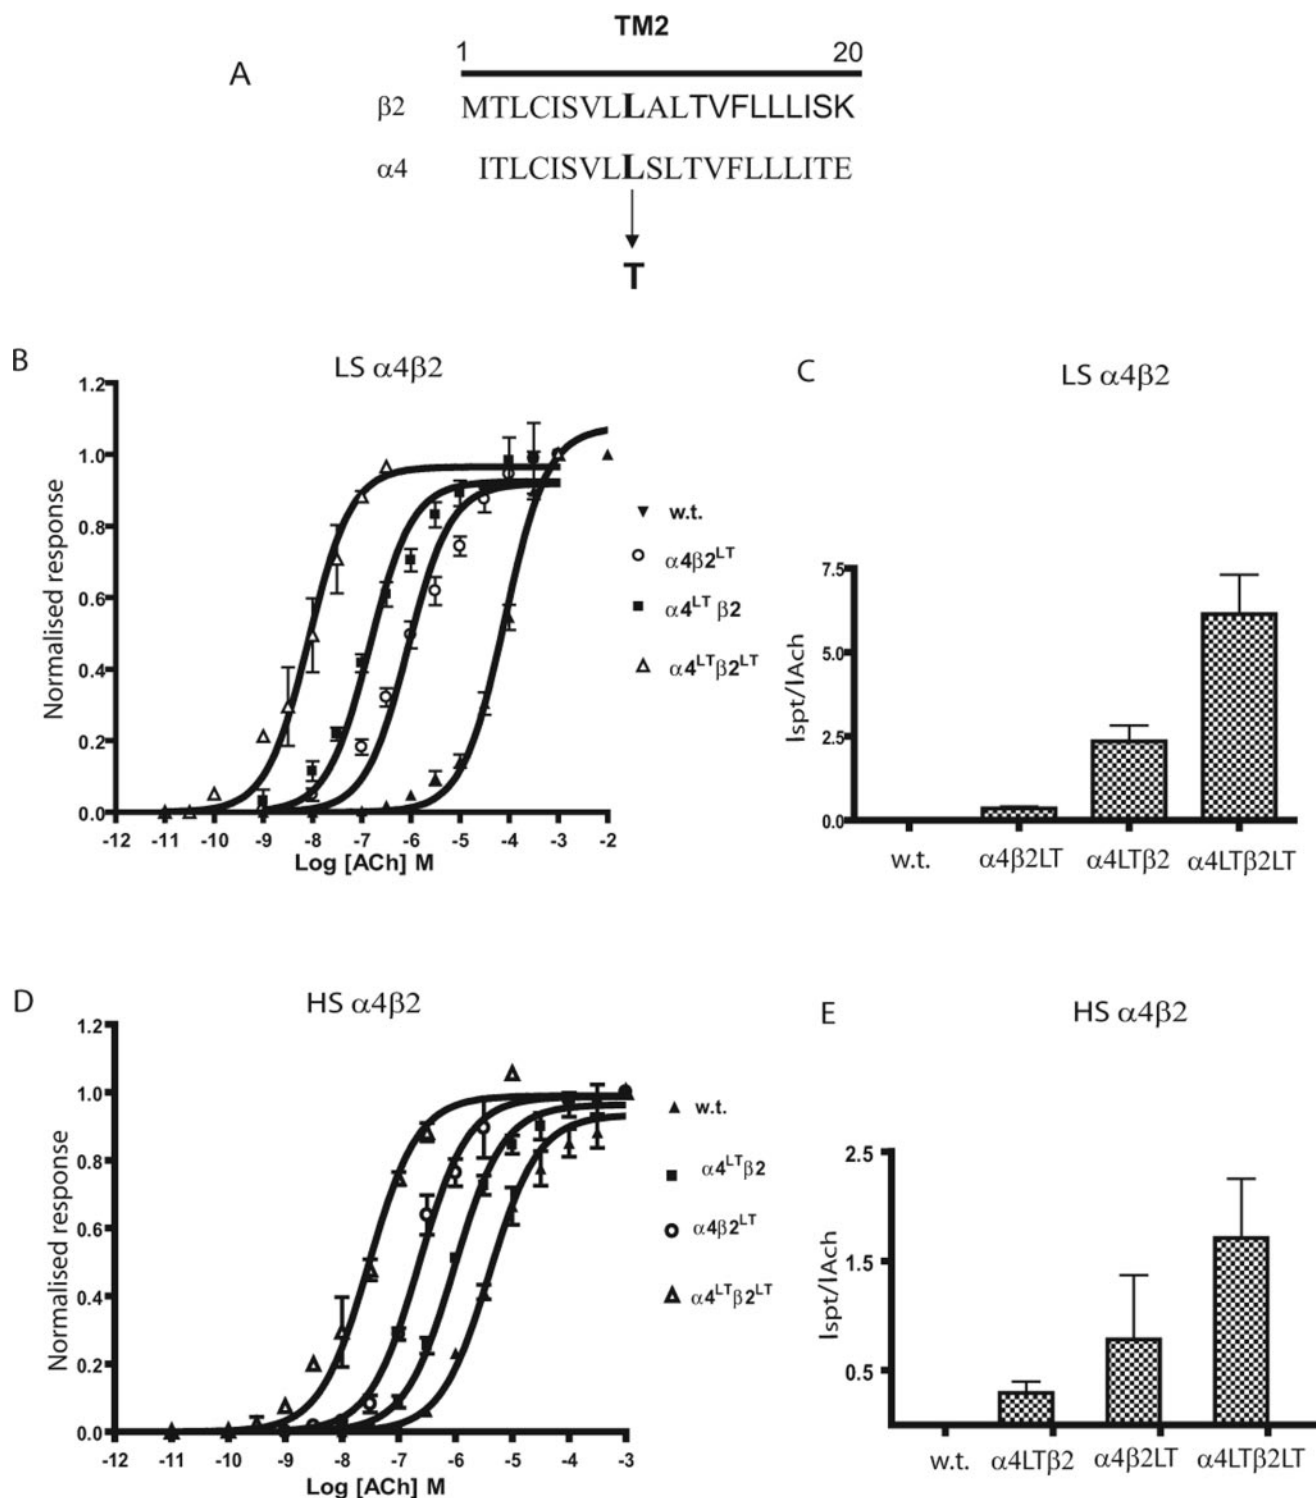 TM2
1 20
A
β2 MTLCISVLLALTVFLLLISK
α4 ITLCISVLLSLTVFLLLITE
T
B
LS α4β2
Normalised response
1.2
1.0
0.8
0.6
0.4
0.2
0.0
-12 -11 -10 -9 -8 -7 -6 -5 -4 -3 -2
Log [ACh] M
w.t.
α4β2LT
α4LT β2
α4LTβ2LT
C
LS α4β2
Ispt/IAch
7.5
5.0
2.5
0.0
w.t. α4β2LT α4LTβ2 α4LTβ2LT
D
HS α4β2
Normalised response
1.2
1.0
0.8
0.6
0.4
0.2
0.0
-12 -11 -10 -9 -8 -7 -6 -5 -4 -3
Log [ACh] M
w.t.
α4LTβ2
α4β2LT
α4LTβ2LT
E
HS α4β2
Ispt/IAch
2.5
1.5
0.5
w.t. α4LTβ2 α4β2LT α4LTβ2LT